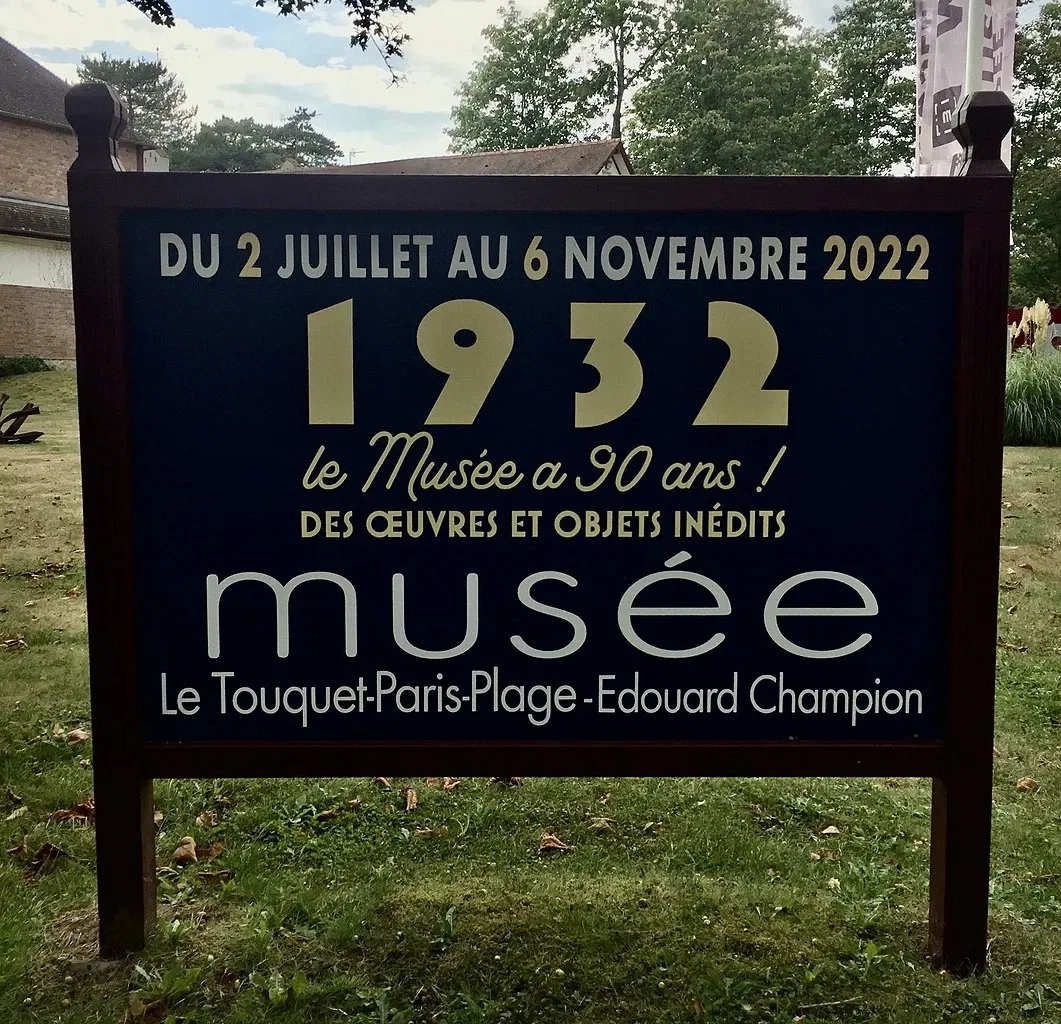 DU 2 JUILLET AU 6 NOVEMBRE 2022
1932
le Musée a 90 ans !
DES ŒUVRES ET OBJETS INÉDITS
musée
Le Touquet-Paris-Plage - Edouard Champion